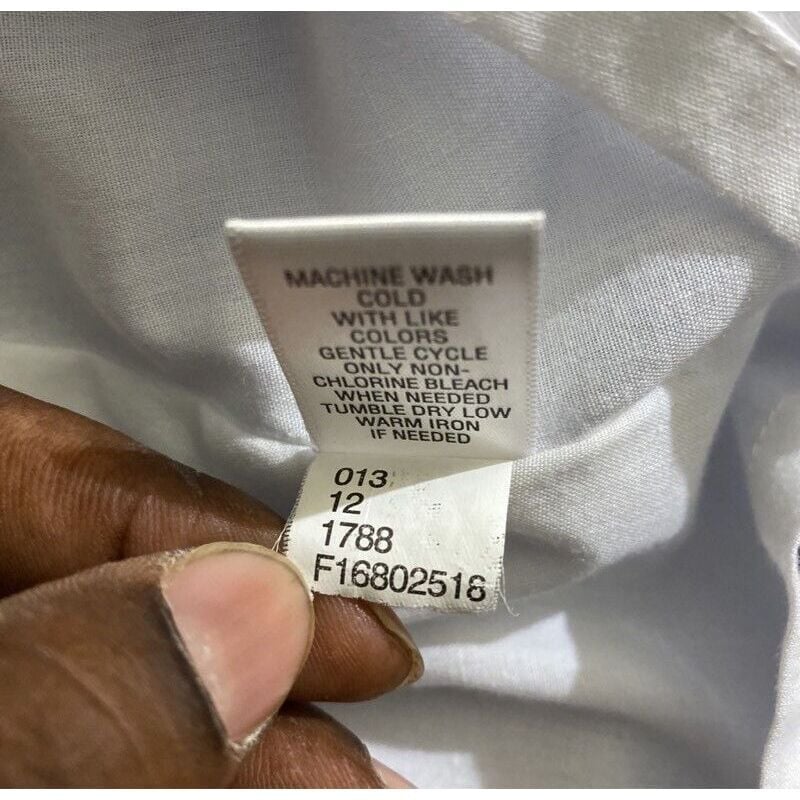 MACHINE WASH
COLD
WITH LIKE
COLORS
GENTLE CYCLE
ONLY NON-
CHLORINE BLEACH
WHEN NEEDED
TUMBLE DRY LOW
WARM IRON
IF NEEDED
013
12
1788
F16802518